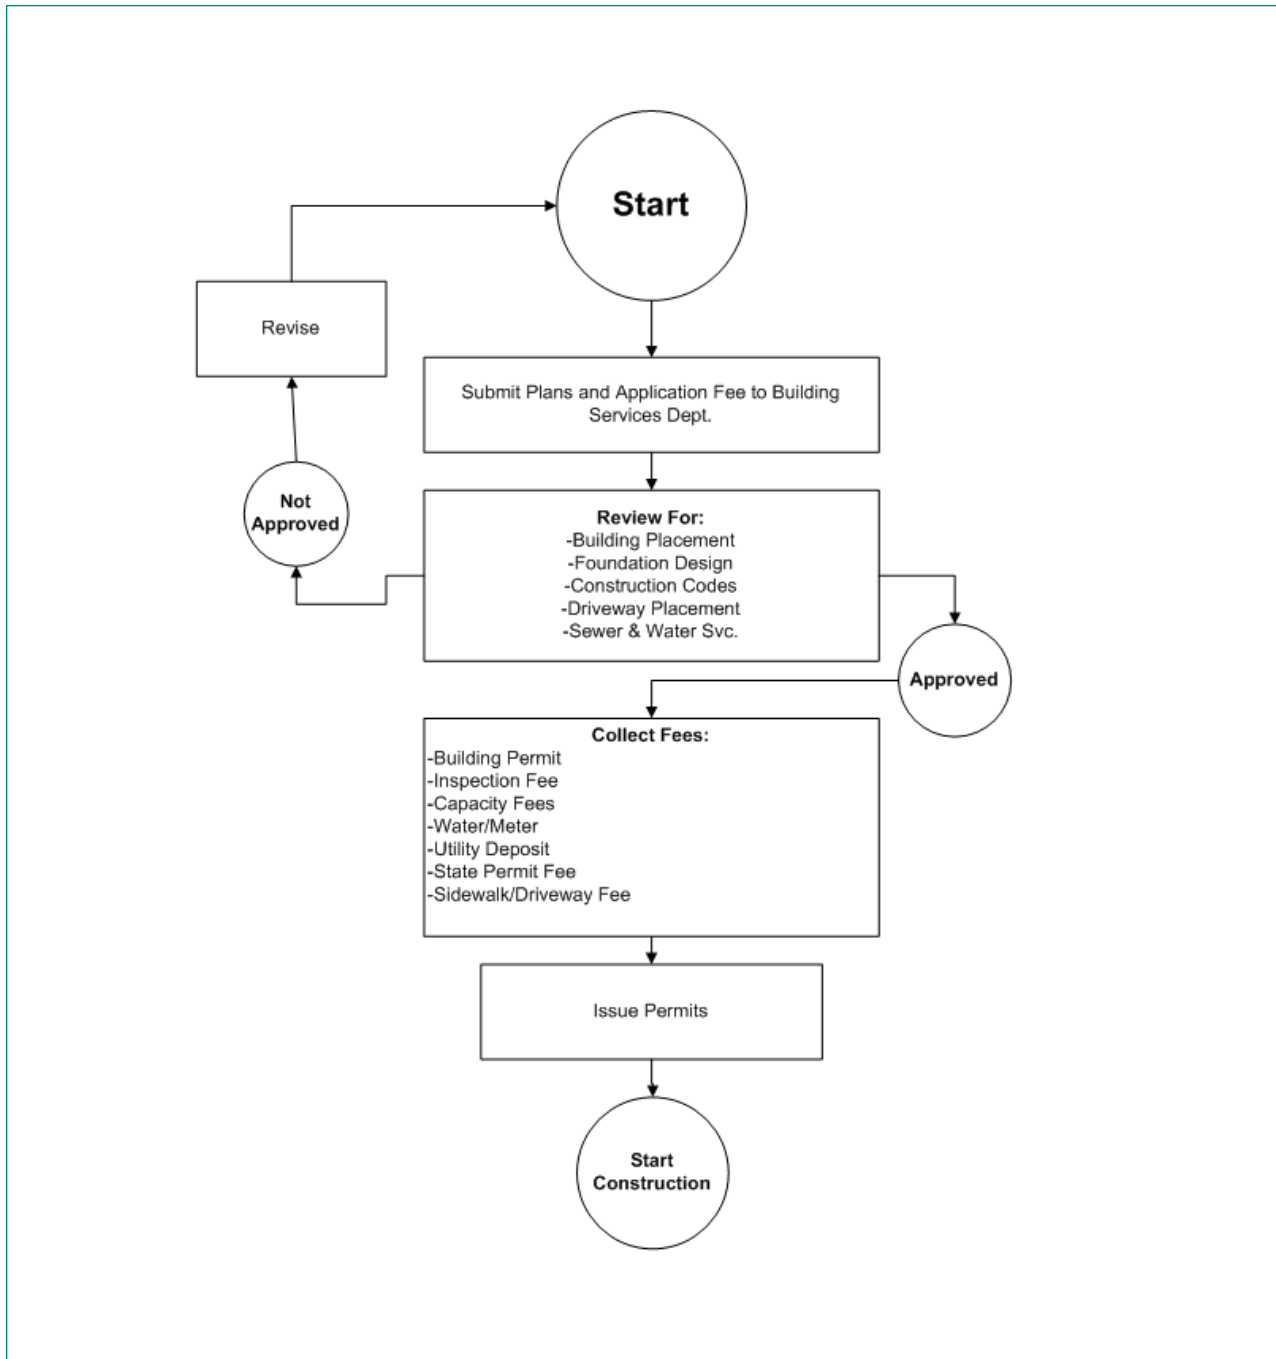 Start
Revise
Submit Plans and Application Fee to Building
Services Dept.
Not
Approved
Review For:
-Building Placement
-Foundation Design
-Construction Codes
-Driveway Placement
-Sewer & Water Svc.
Approved
Collect Fees:
-Building Permit
-Inspection Fee
-Capacity Fees
-Water/Meter
-Utility Deposit
-State Permit Fee
-Sidewalk/Driveway Fee
Issue Permits
Start
Construction